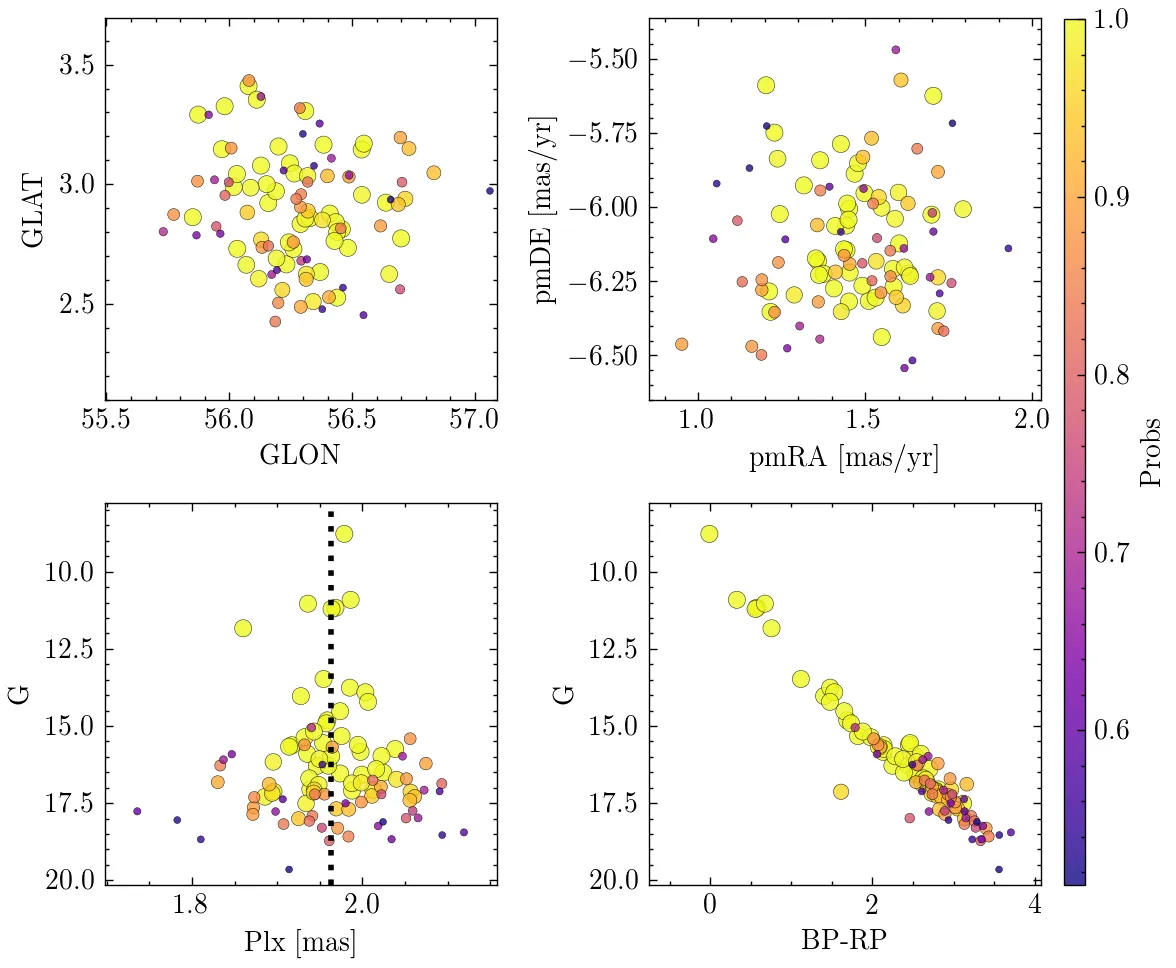 3.5
3.0
2.5
GLAT
55.5 56.0 56.5 57.0
GLON
−5.50
−5.75
−6.00
−6.25
−6.50
pmDE [mas/yr]
1.0 1.5 2.0
pmRA [mas/yr]
1.0
0.9
0.8
0.7
0.6
Probs
10.0
12.5
15.0
17.5
20.0
G
1.8 2.0
Plx [mas]
10.0
12.5
15.0
17.5
20.0
G
0 2 4
BP-RP